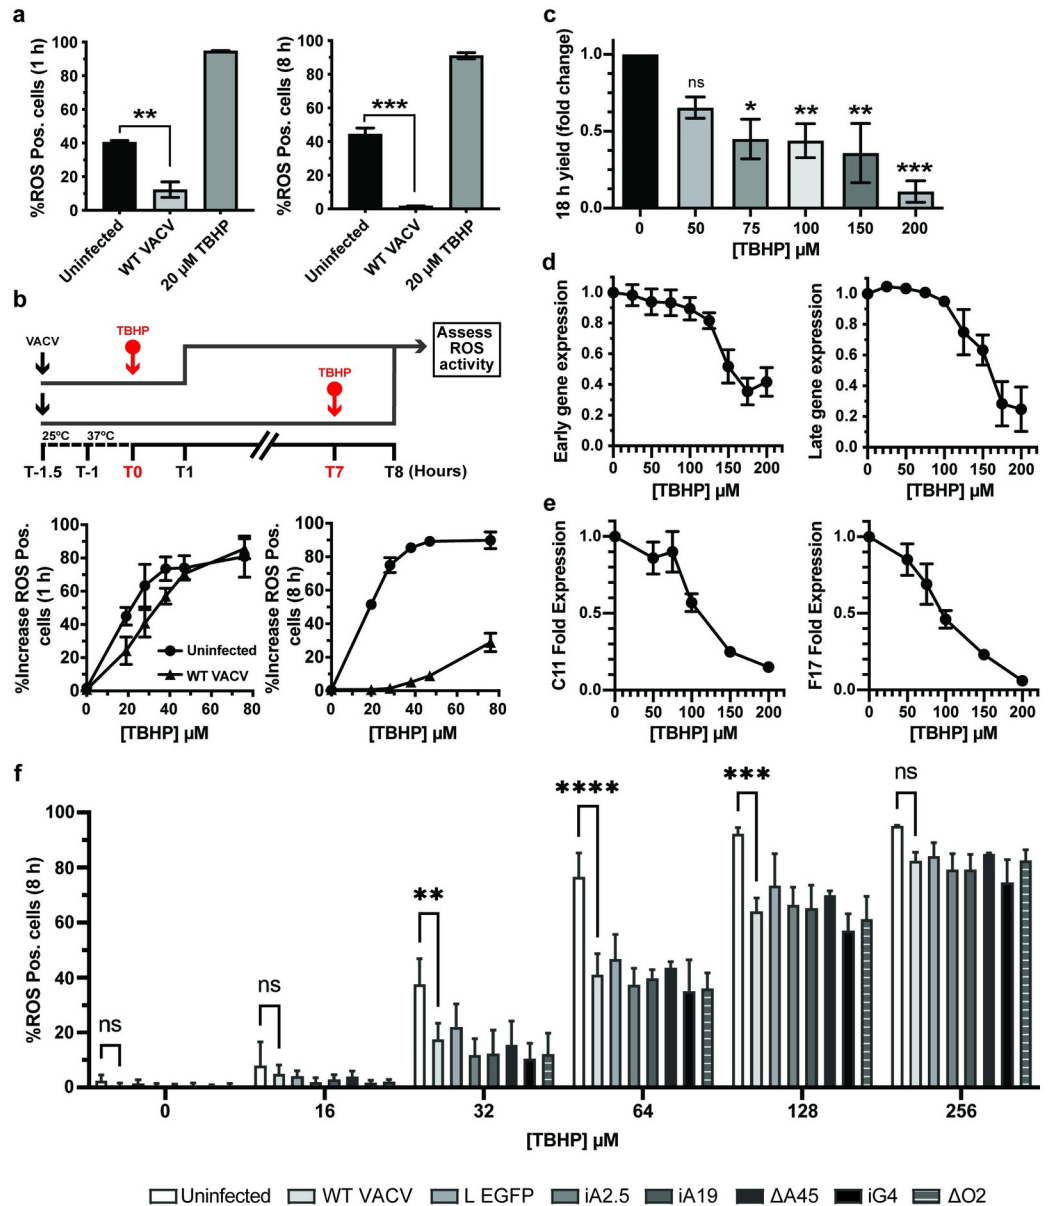 a
%ROS Pos. cells (1 h)
100
80
60
40
20
0
**
Uninfected
WT VACV
20 µM TBHP
%ROS Pos. cells (8 h)
100
80
60
40
20
0
***
Uninfected
WT VACV
20 µM TBHP
c
18 h yield (fold change)
1.0
0.5
0.0
ns
*
**
**
***
0 50 75 100 150 200
[TBHP] µM
b
VACV
TBHP
TBHP
Assess
ROS
activity
25ºC 37ºC
T-1.5 T-1 T0 T1 T7 T8 (Hours)
%Increase ROS Pos.
cells (1 h)
100
80
60
40
20
0
Uninfected
WT VACV
0 20 40 60 80
[TBHP] µM
%Increase ROS Pos.
cells (8 h)
100
80
60
40
20
0
0 20 40 60 80
[TBHP] µM
d
Early gene expression
1.0
0.8
0.6
0.4
0.2
0.0
0 50 100 150 200
[TBHP] µM
Late gene expression
1.0
0.8
0.6
0.4
0.2
0.0
0 50 100 150 200
[TBHP] µM
e
C11 Fold Expression
1.0
0.5
0.0
0 50 100 150 200
[TBHP] µM
F17 Fold Expression
1.0
0.5
0.0
0 50 100 150 200
[TBHP] µM
f
%ROS Pos. cells (8 h)
100
80
60
40
20
0
ns
ns
**
****
***
ns
0 16 32 64 128 256
[TBHP] µM
Uninfected WT VACV L EGFP iA2.5 iA19 ΔA45 iG4 ΔO2